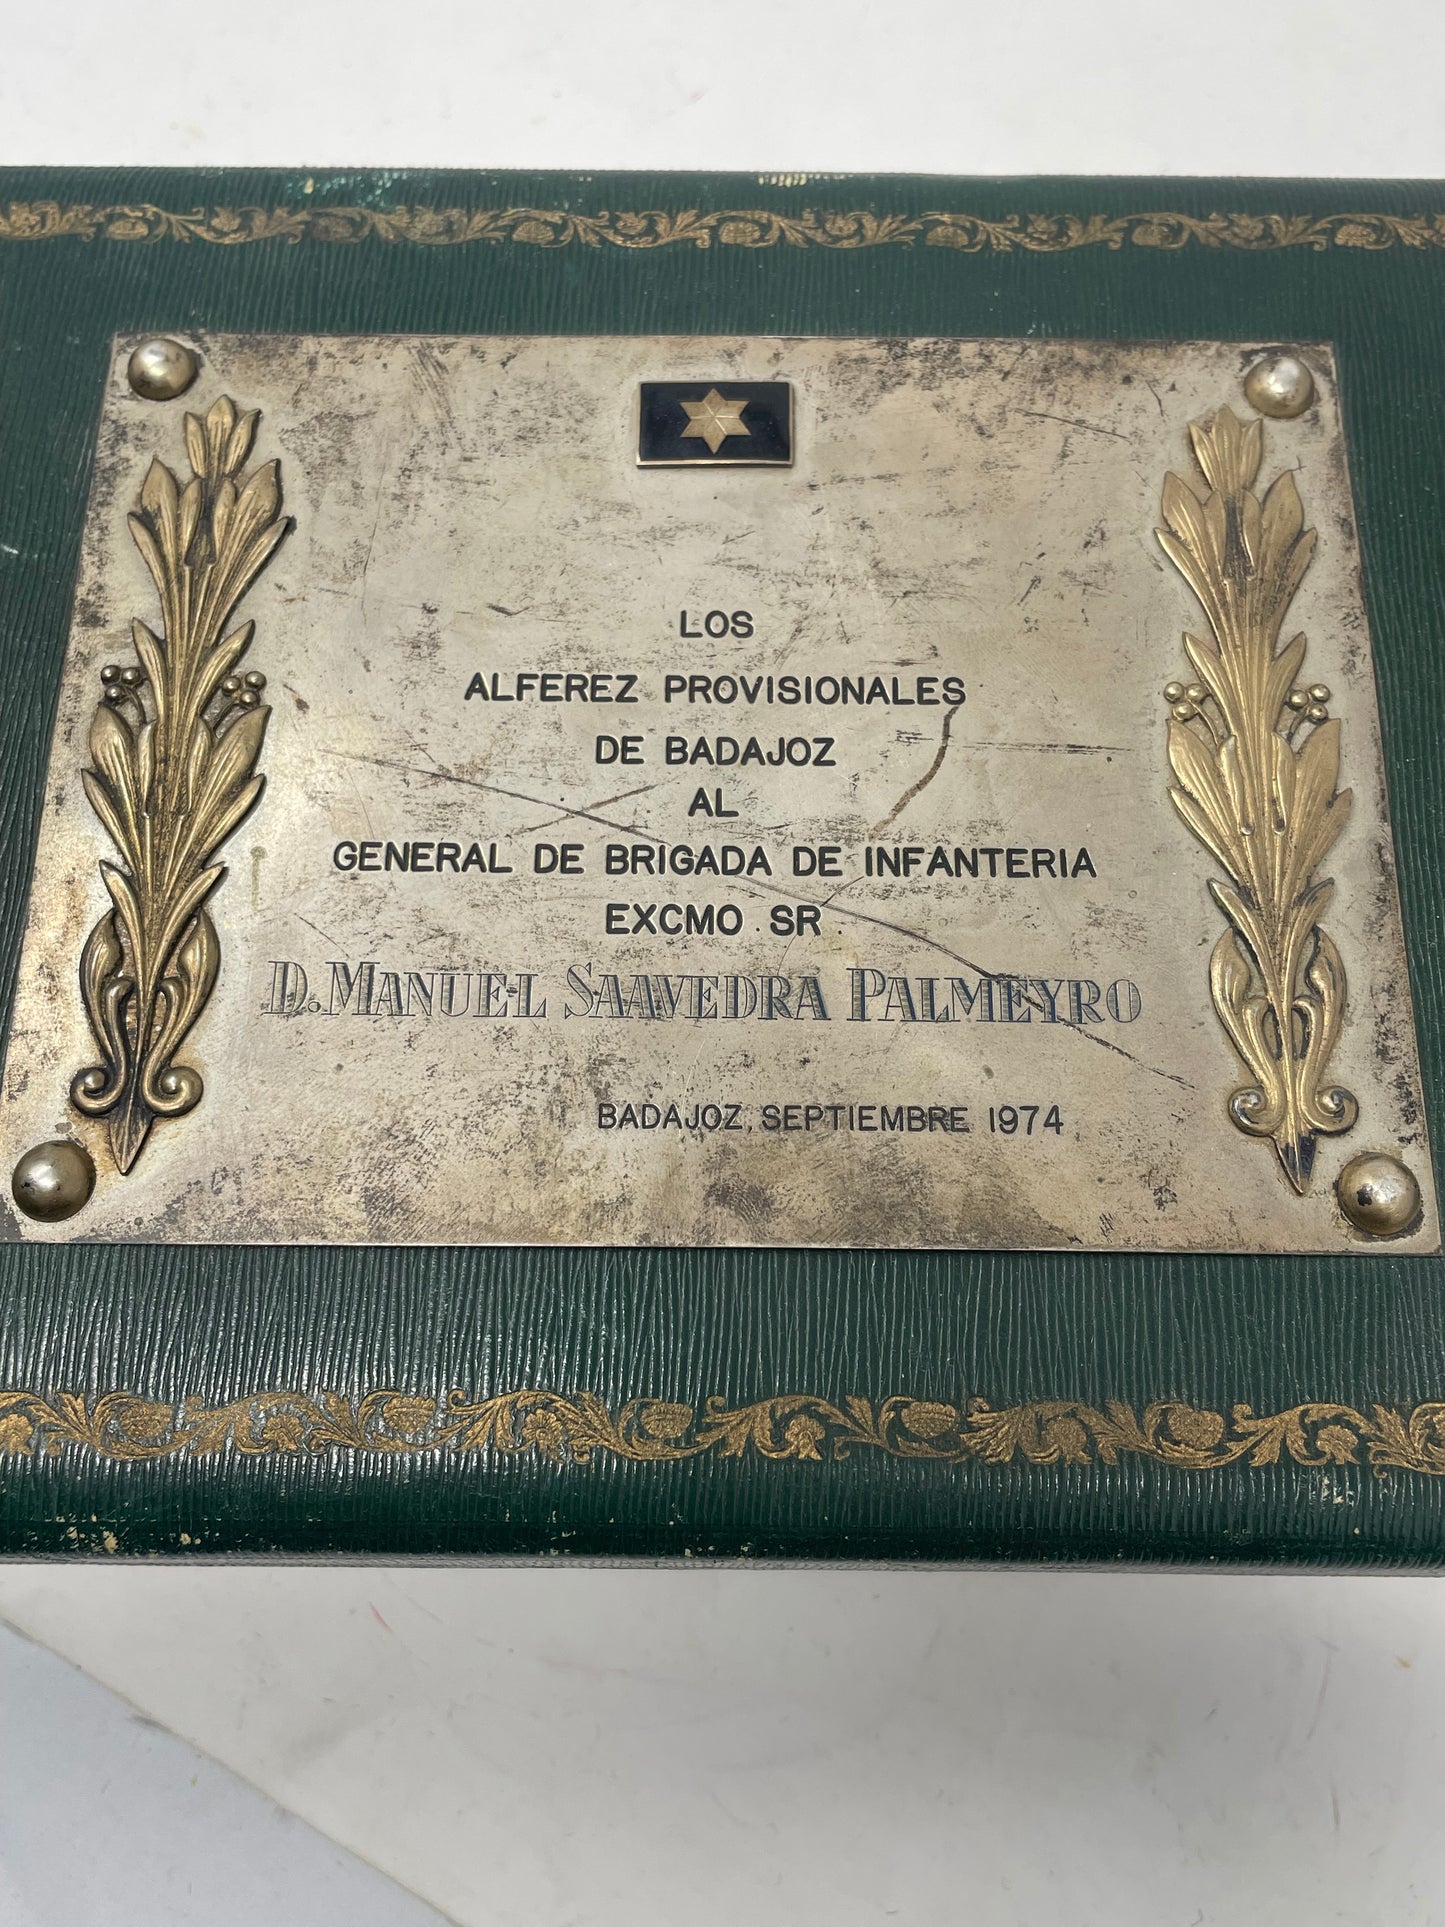 LOS
ALFEREZ PROVISIONALES
DE BADAJOZ
AL
GENERAL DE BRIGADA DE INFANTERIA
EXCMO. SR.
D. MANUEL SAAVEDRA PALMEYRO
BADAJOZ, SEPTIEMBRE 1974